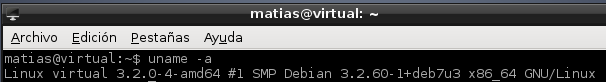 matias@virtual: ~
Archivo Edición Pestañas Ayuda
matias@virtual:~$ uname -a
Linux virtual 3.2.0-4-amd64 #1 SMP Debian 3.2.60-1+deb7u3 x86_64 GNU/Linux